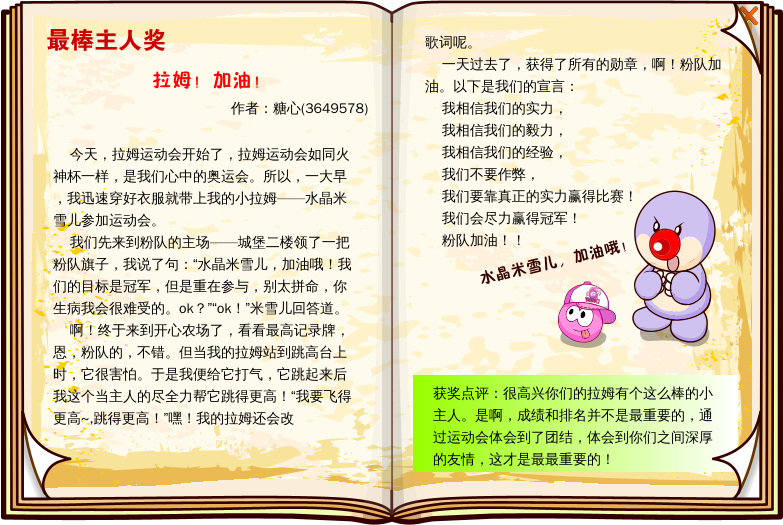 最棒主人奖
拉姆！加油！
作者：糖心(3649578)
今天，拉姆运动会开始了，拉姆运动会如同火
神杯一样，是我们心中的奥运会。所以，一大早
，我迅速穿好衣服就带上我的小拉姆——水晶米
雪儿参加运动会。
我们先来到粉队的主场——城堡二楼领了一把
粉队旗子，我说了句：“水晶米雪儿，加油哦！我
们的目标是冠军，但是重在参与，别太拼命，你
生病我会很难受的。ok？”“ok！”米雪儿回答道。
啊！终于来到开心农场了，看看最高记录牌，
恩，粉队的，不错。但当我的拉姆站到跳高台上
时，它很害怕。于是我便给它打气，它跳起来后
我这个当主人的尽全力帮它跳得更高！“我要飞得
更高~,跳得更高！”嘿！我的拉姆还会改
歌词呢。
一天过去了，获得了所有的勋章，啊！粉队加
油。以下是我们的宣言：
我相信我们的实力，
我相信我们的毅力，
我相信我们的经验，
我们不要作弊，
我们要靠真正的实力赢得比赛！
我们会尽力赢得冠军！
粉队加油！！
水晶米雪儿，加油哦！
获奖点评：很高兴你们的拉姆有个这么棒的小
主人。是啊，成绩和排名并不是最重要的，通
过运动会体会到了团结，体会到你们之间深厚
的友情，这才是最最重要的！